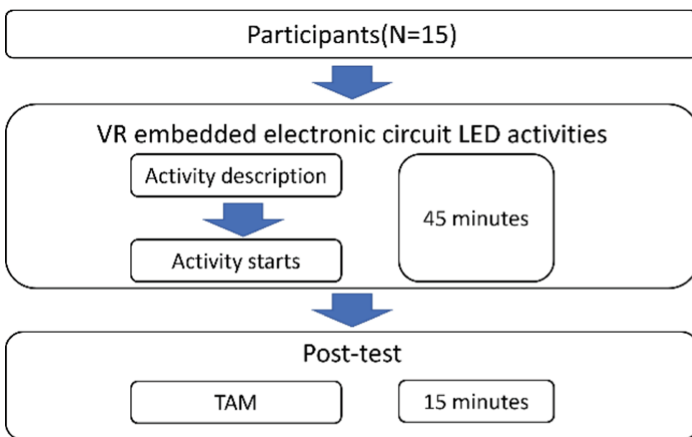 Participants(N=15)
VR embedded electronic circuit LED activities
Activity description
45 minutes
Activity starts
Post-test
TAM
15 minutes